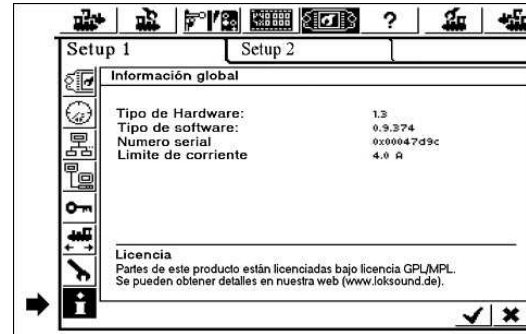 ?
Setup 1
Setup 2
Información global
Tipo de Hardware: 1.3
Tipo de software: 0.9.374
Numero serial 0x00047d9c
Limite de corriente 4.0 A
Licencia
Partes de este producto están licenciadas bajo licencia GPL/MPL.
Se pueden obtener detalles en nuestra web (www.loksound.de).
i